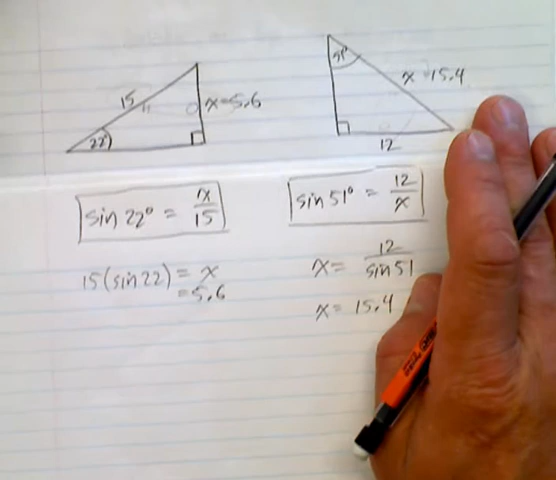 15
H
O
x=5.6
22°
51°
x=15.4
O
12
sin 22° = x/15
15(sin 22) = x
= 5.6
sin 51° = 12/x
x = 12/sin 51
x = 15.4